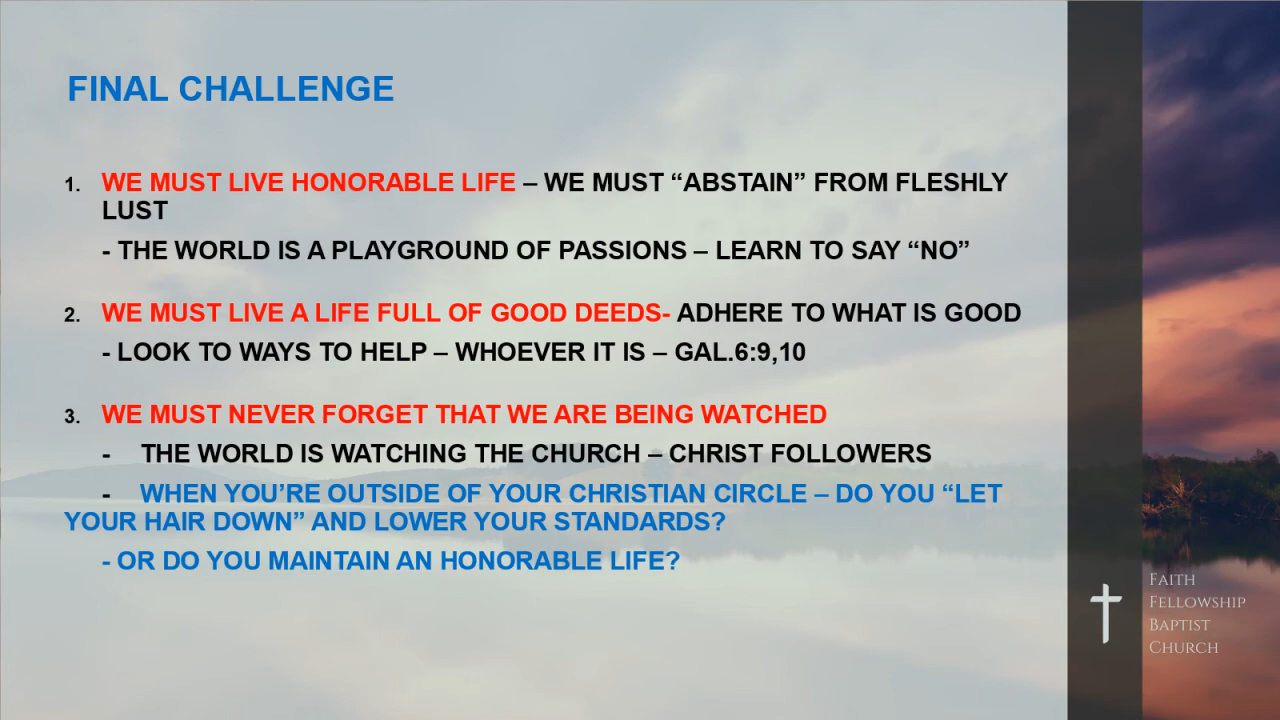 FINAL CHALLENGE
1. WE MUST LIVE HONORABLE LIFE – WE MUST “ABSTAIN” FROM FLESHLY
LUST
- THE WORLD IS A PLAYGROUND OF PASSIONS – LEARN TO SAY “NO”
2. WE MUST LIVE A LIFE FULL OF GOOD DEEDS- ADHERE TO WHAT IS GOOD
- LOOK TO WAYS TO HELP – WHOEVER IT IS – GAL.6:9,10
3. WE MUST NEVER FORGET THAT WE ARE BEING WATCHED
- THE WORLD IS WATCHING THE CHURCH – CHRIST FOLLOWERS
- WHEN YOU’RE OUTSIDE OF YOUR CHRISTIAN CIRCLE – DO YOU “LET
YOUR HAIR DOWN” AND LOWER YOUR STANDARDS?
- OR DO YOU MAINTAIN AN HONORABLE LIFE?
FAITH
FELLOWSHIP
BAPTIST
CHURCH